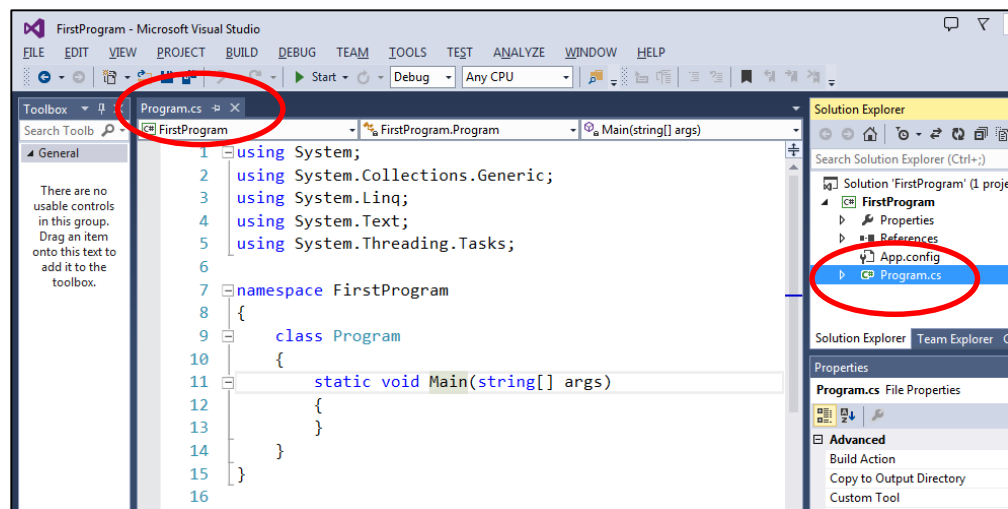 FirstProgram - Microsoft Visual Studio
FILE EDIT VIEW PROJECT BUILD DEBUG TEAM TOOLS TEST ANALYZE WINDOW HELP
Start Debug Any CPU
Toolbox
Search Toolb
General
There are no
usable controls
in this group.
Drag an item
onto this text to
add it to the
toolbox.
Program.cs
FirstProgram FirstProgram.Program Main(string[] args)
1 using System;
2 using System.Collections.Generic;
3 using System.Linq;
4 using System.Text;
5 using System.Threading.Tasks;
6
7 namespace FirstProgram
8 {
9 class Program
10 {
11 static void Main(string[] args)
12 {
13 }
14 }
15 }
16
Solution Explorer
Search Solution Explorer (Ctrl+;)
Solution 'FirstProgram' (1 proje
C# FirstProgram
Properties
References
App.config
C# Program.cs
Solution Explorer Team Explorer
Properties
Program.cs File Properties
Advanced
Build Action
Copy to Output Directory
Custom Tool